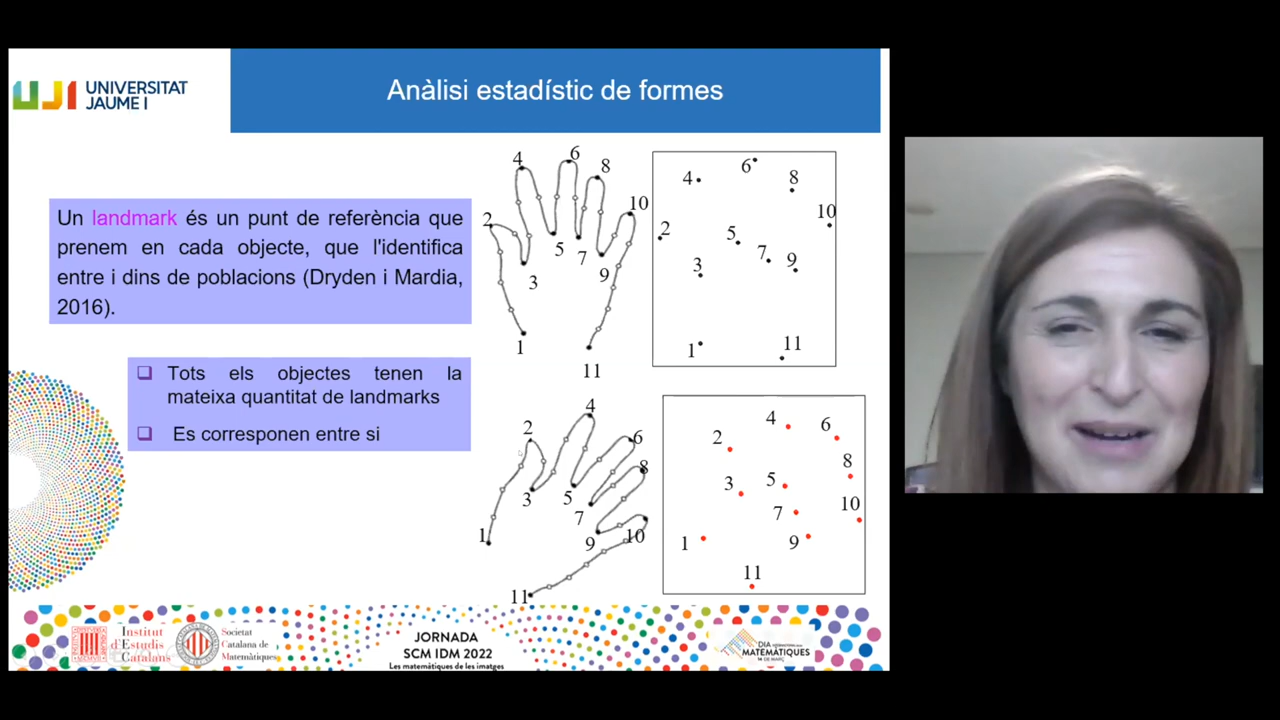 UJI UNIVERSITAT
JAUME I
Anàlisi estadístic de formes
Un landmark és un punt de referència que
prenem en cada objecte, que l'identifica
entre i dins de poblacions (Dryden i Mardia,
2016).
Tots els objectes tenen la
mateixa quantitat de landmarks
Es corresponen entre si
4
6
8
2
10
5
7
3
9
1
11
6
4
8
10
2
5
7
9
3
11
1
4
2
6
8
3
5
7
1
9
10
11
4
6
2
8
3
5
10
7
1
9
11
Institut
d'Estudis
Catalans
Societat
Catalana de
Matemàtiques
JORNADA
SCM IDM 2022
Les matemàtiques de les imatges
DIA
MATEMÀTIQUES
14 DE MARÇ